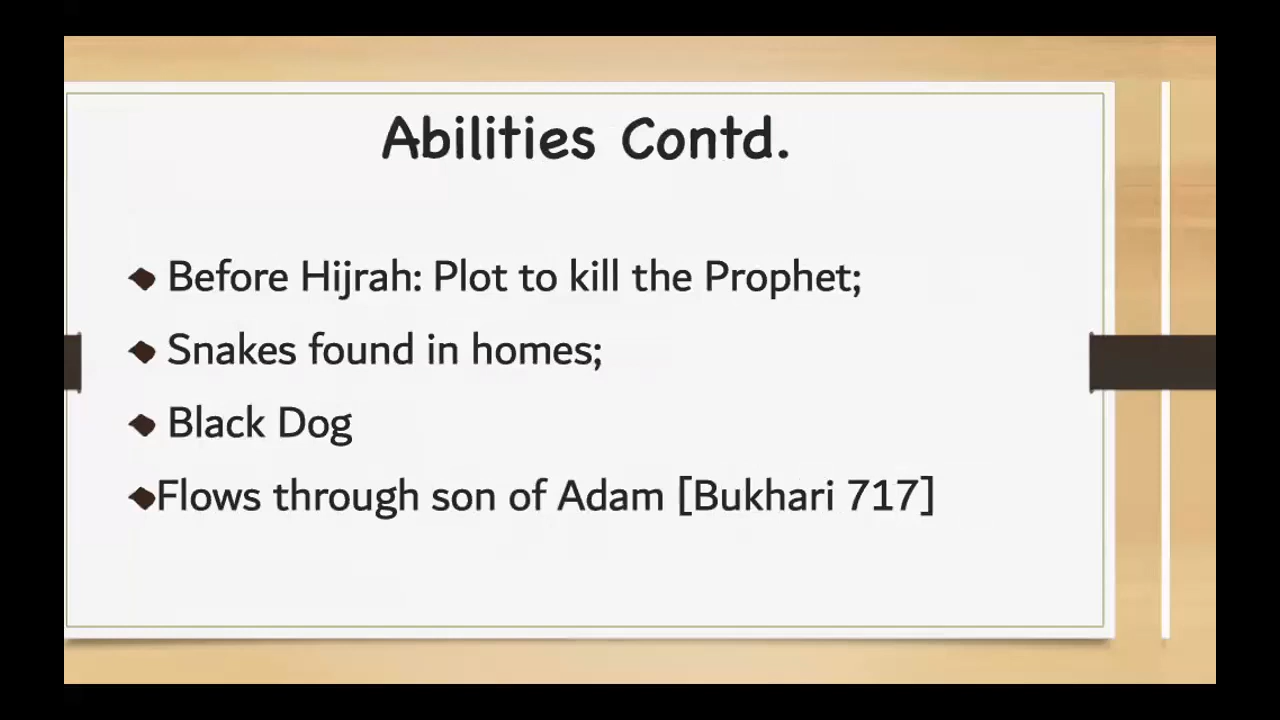 Abilities Contd.
Before Hijrah: Plot to kill the Prophet;
Snakes found in homes;
Black Dog
Flows through son of Adam [Bukhari 717]